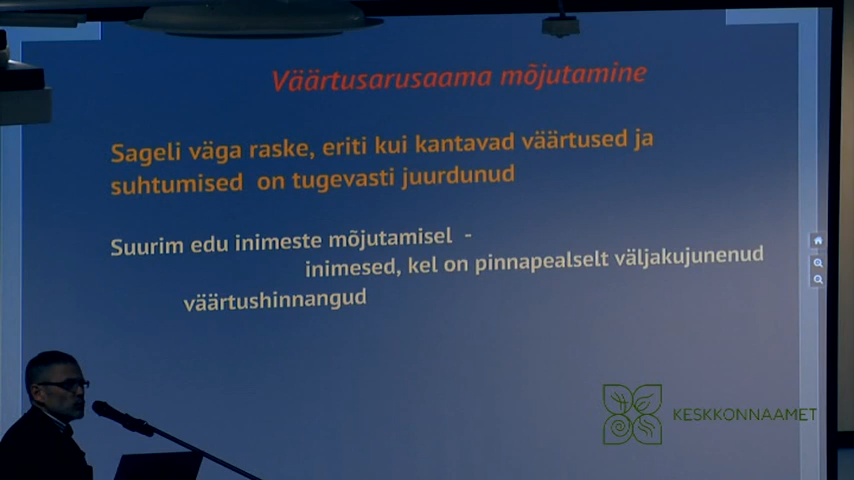 Väärtusarusaama mõjutamine
Sageli väga raske, eriti kui kantavad väärtused ja
suhtumised on tugevasti juurdunud
Suurim edu inimeste mõjutamisel -
inimesed, kel on pinnapealselt väljakujunenud
väärtushinnangud
KESKKONNAAMET